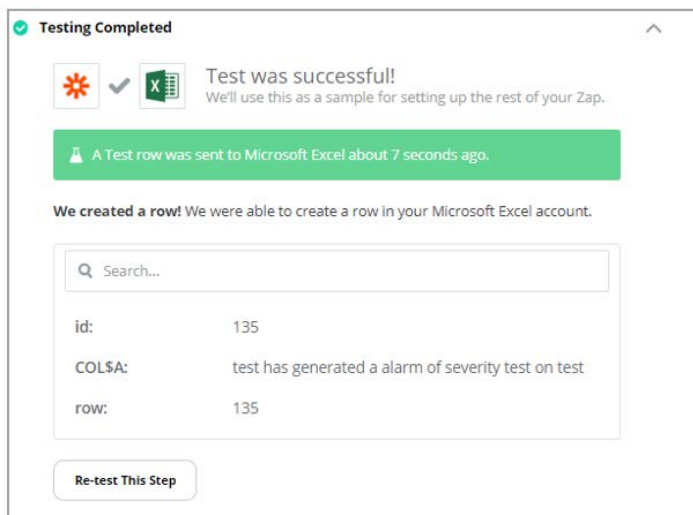 Testing Completed
Test was successful!
We'll use this as a sample for setting up the rest of your Zap.
A Test row was sent to Microsoft Excel about 7 seconds ago.
We created a row! We were able to create a row in your Microsoft Excel account.
Search...
id: 135
COL$A: test has generated a alarm of severity test on test
row: 135
Re-test This Step